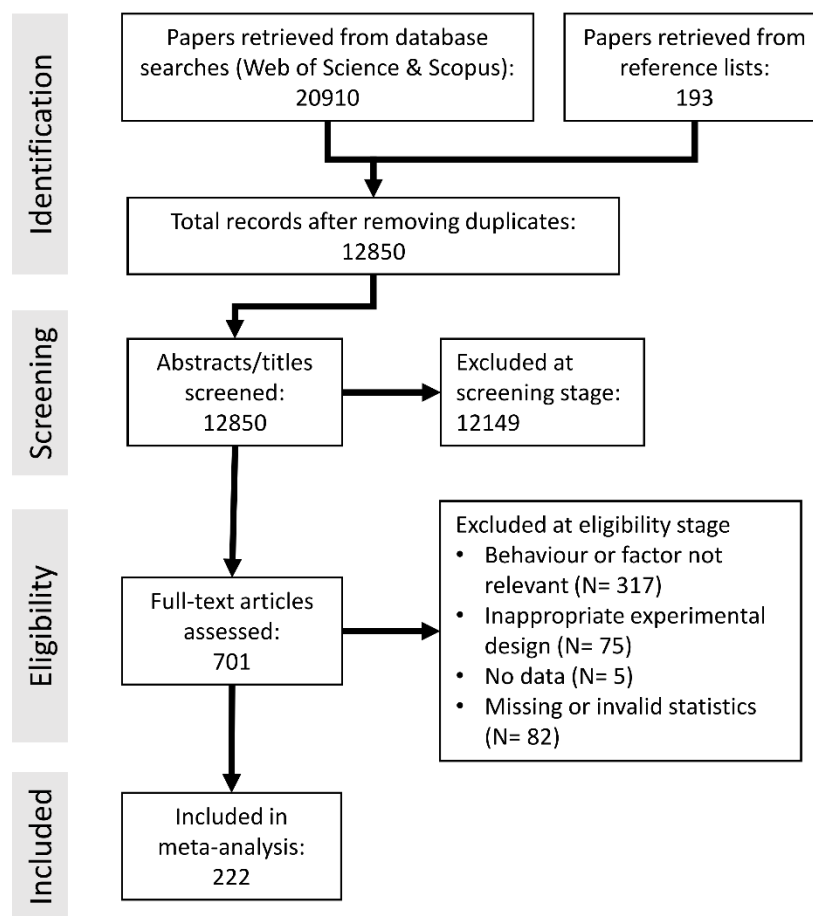 Identification
Papers retrieved from database
searches (Web of Science & Scopus):
20910
Papers retrieved from
reference lists:
193
Total records after removing duplicates:
12850
Screening
Abstracts/titles
screened:
12850
Excluded at
screening stage:
12149
Eligibility
Full-text articles
assessed:
701
Excluded at eligibility stage
• Behaviour or factor not
relevant (N= 317)
• Inappropriate experimental
design (N= 75)
• No data (N= 5)
• Missing or invalid statistics
(N= 82)
Included
Included in
meta-analysis:
222